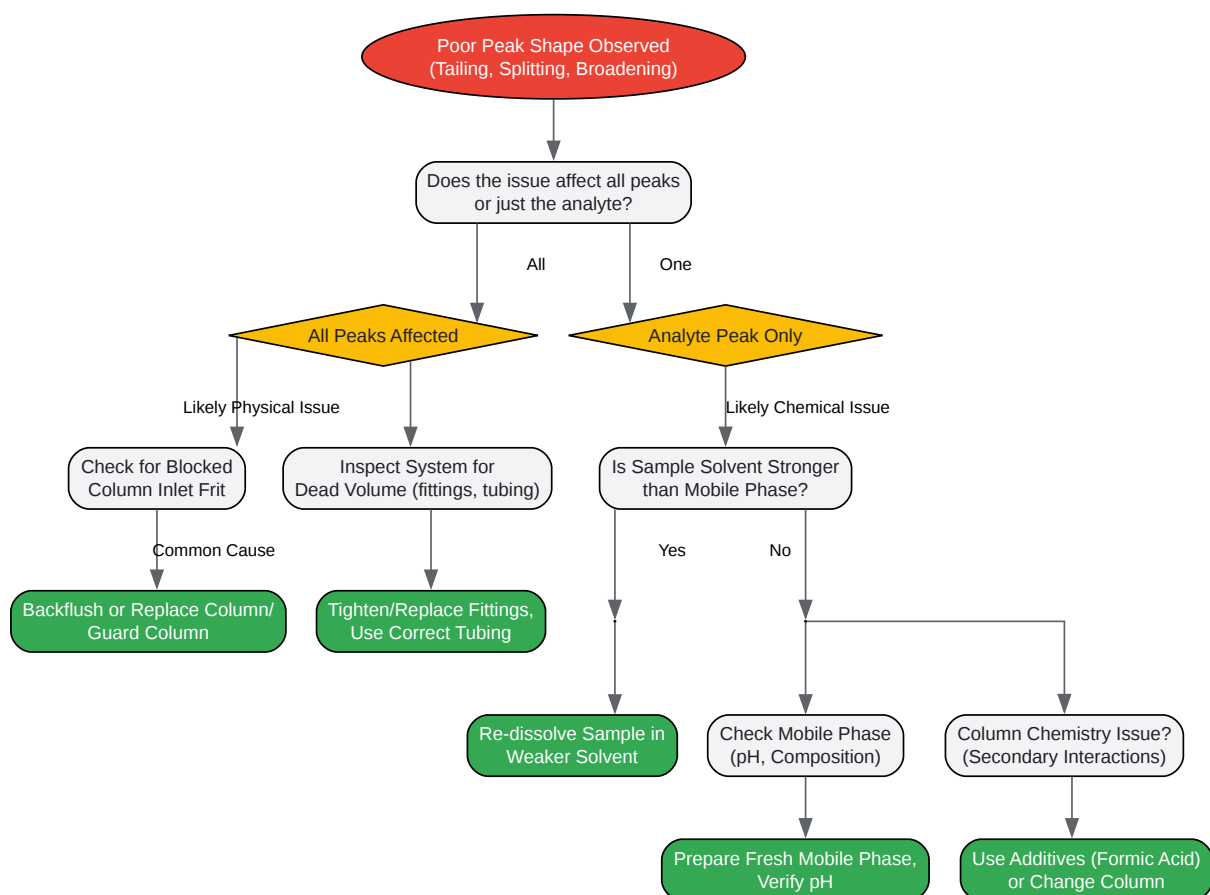 Poor Peak Shape Observed
(Tailing, Splitting, Broadening)
Does the issue affect all peaks
or just the analyte?
All
One
All Peaks Affected
Analyte Peak Only
Likely Physical Issue
Likely Chemical Issue
Check for Blocked
Column Inlet Frit
Inspect System for
Dead Volume (fittings, tubing)
Is Sample Solvent Stronger
than Mobile Phase?
Common Cause
Yes
No
Backflush or Replace Column/
Guard Column
Tighten/Replace Fittings,
Use Correct Tubing
Re-dissolve Sample in
Weaker Solvent
Check Mobile Phase
(pH, Composition)
Column Chemistry Issue?
(Secondary Interactions)
Prepare Fresh Mobile Phase,
Verify pH
Use Additives (Formic Acid)
or Change Column